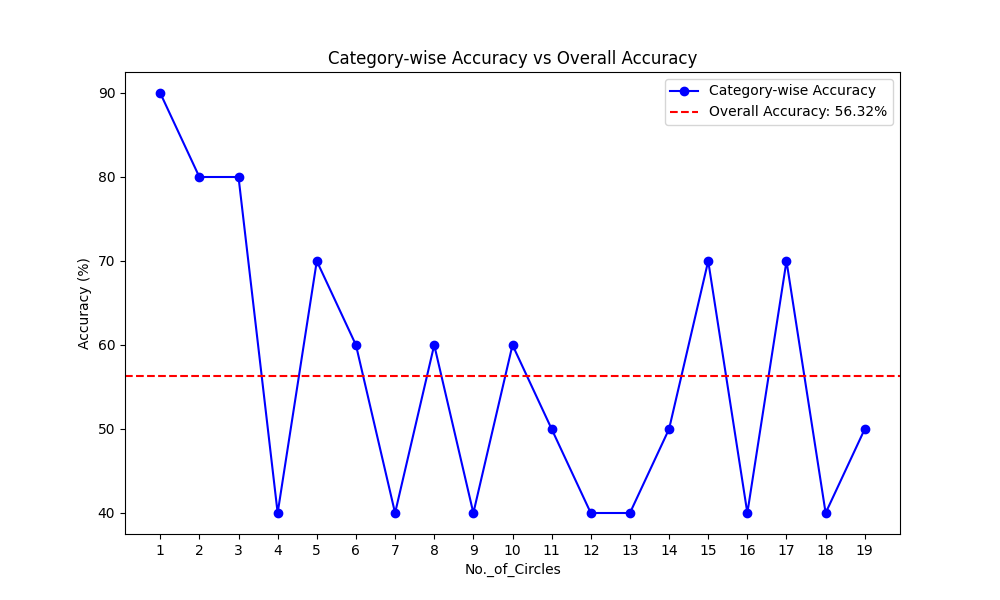 Category-wise Accuracy vs Overall Accuracy
Category-wise Accuracy
Overall Accuracy: 56.32%
Accuracy (%)
90
80
70
60
50
40
1 2 3 4 5 6 7 8 9 10 11 12 13 14 15 16 17 18 19
No._of_Circles